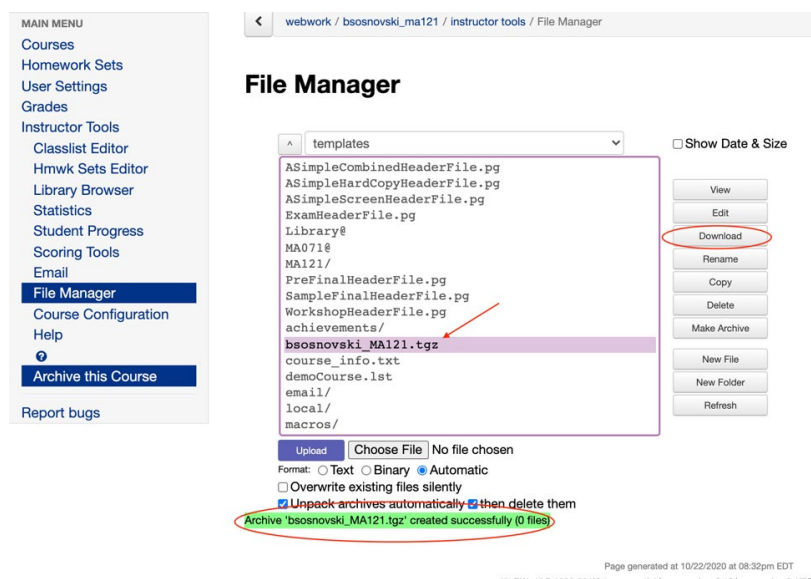 MAIN MENU
Courses
Homework Sets
User Settings
Grades
Instructor Tools
Classlist Editor
Hmwk Sets Editor
Library Browser
Statistics
Student Progress
Scoring Tools
Email
File Manager
Course Configuration
Help
?
Archive this Course
Report bugs
webwork / bsosnovski_ma121 / instructor tools / File Manager
File Manager
^ templates
Show Date & Size
ASimpleCombinedHeaderFile.pg
ASimpleHardCopyHeaderFile.pg
ASimpleScreenHeaderFile.pg
ExamHeaderFile.pg
Library@
MA071@
MA121/
PreFinalHeaderFile.pg
SampleFinalHeaderFile.pg
WorkshopHeaderFile.pg
achievements/
bsosnovski_MA121.tgz
course_info.txt
demoCourse.lst
email/
local/
macros/
View
Edit
Download
Rename
Copy
Delete
Make Archive
New File
New Folder
Refresh
Upload Choose File No file chosen
Format: Text Binary Automatic
Overwrite existing files silently
Unpack archives automatically then delete them
Archive 'bsosnovski_MA121.tgz' created successfully (0 files)
Page generated at 10/22/2020 at 08:32pm EDT